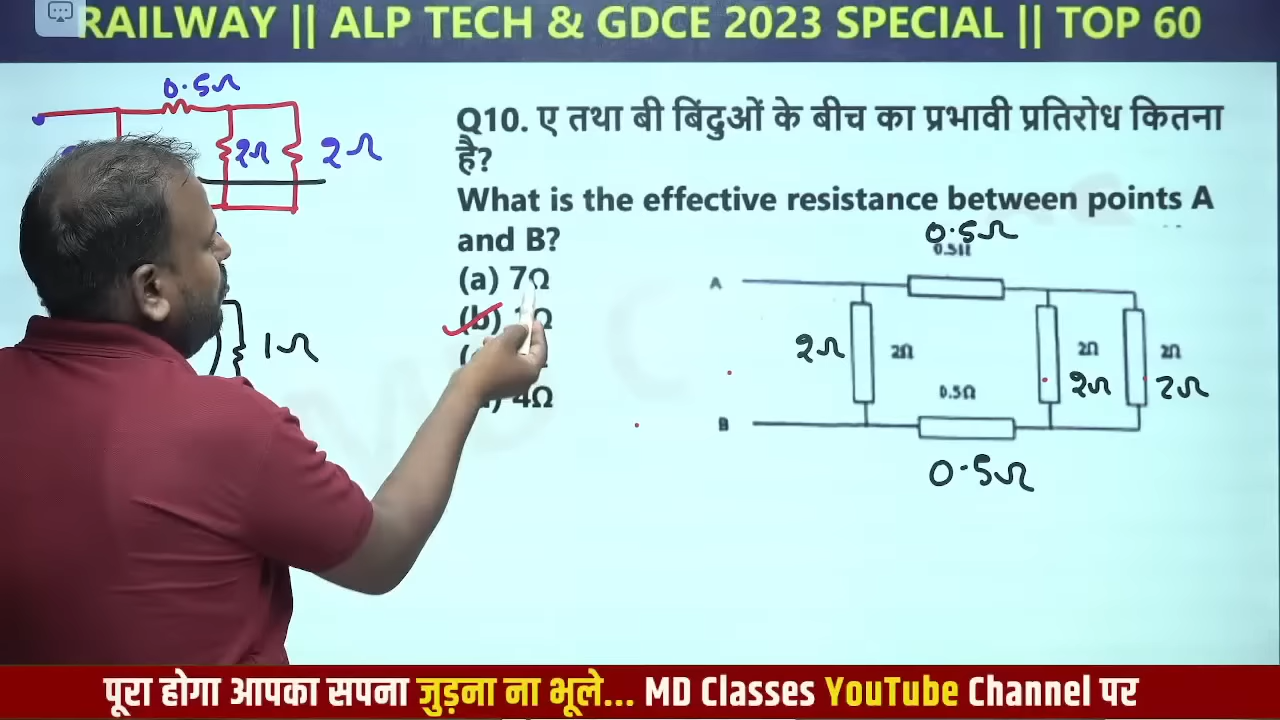 RAILWAY || ALP TECH & GDCE 2023 SPECIAL || TOP 60
0.5Ω
2Ω
2Ω
1Ω
Q10. ए तथा बी बिंदुओं के बीच का प्रभावी प्रतिरोध कितना
है?
What is the effective resistance between points A
and B?
(a) 7Ω
(b)
4Ω
0.5Ω
0.5Ω
A
2Ω
2Ω
2Ω
2Ω
2Ω
2Ω
0.5Ω
B
0.5Ω
पूरा होगा आपका सपना जुड़ना ना भूले... MD Classes YouTube Channel पर